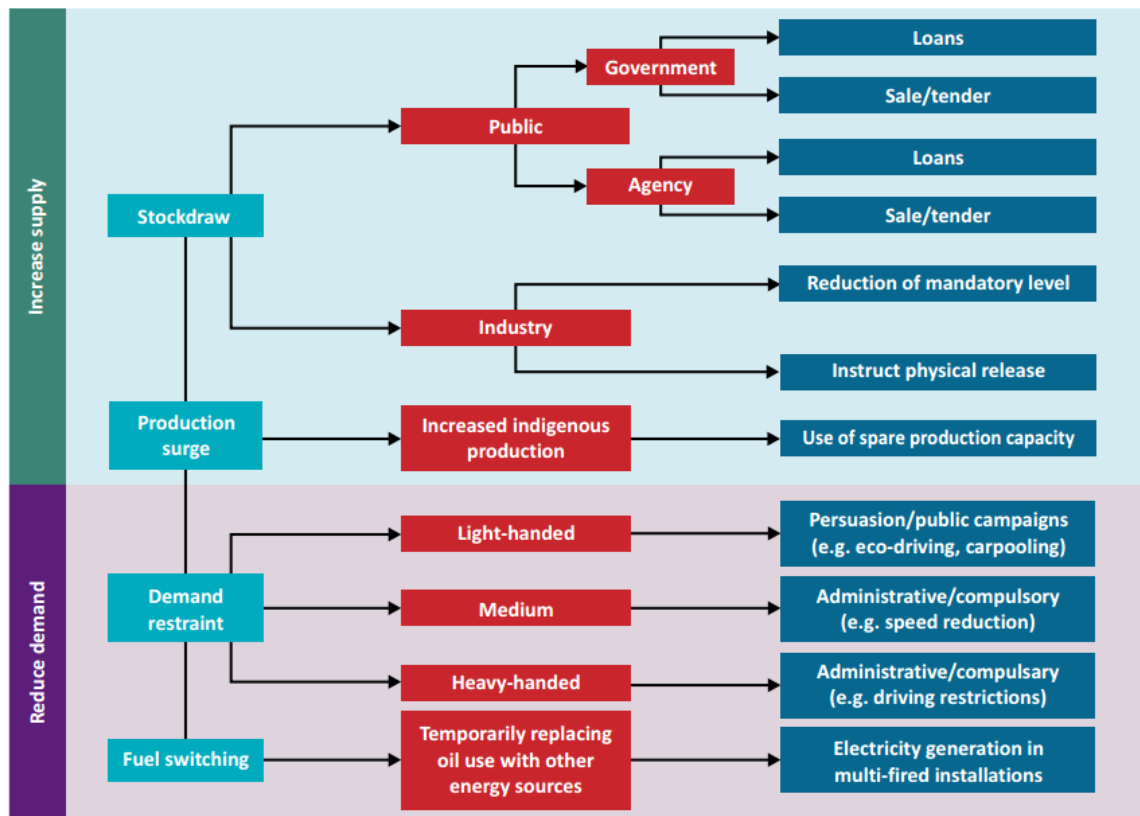 Increase supply
Stockdraw
Public
Government
Loans
Sale/tender
Agency
Loans
Sale/tender
Industry
Reduction of mandatory level
Instruct physical release
Production
surge
Increased indigenous
production
Use of spare production capacity
Reduce demand
Demand
restraint
Light-handed
Persuasion/public campaigns
(e.g. eco-driving, carpooling)
Medium
Administrative/compulsory
(e.g. speed reduction)
Heavy-handed
Administrative/compulsary
(e.g. driving restrictions)
Fuel switching
Temporarily replacing
oil use with other
energy sources
Electricity generation in
multi-fired installations